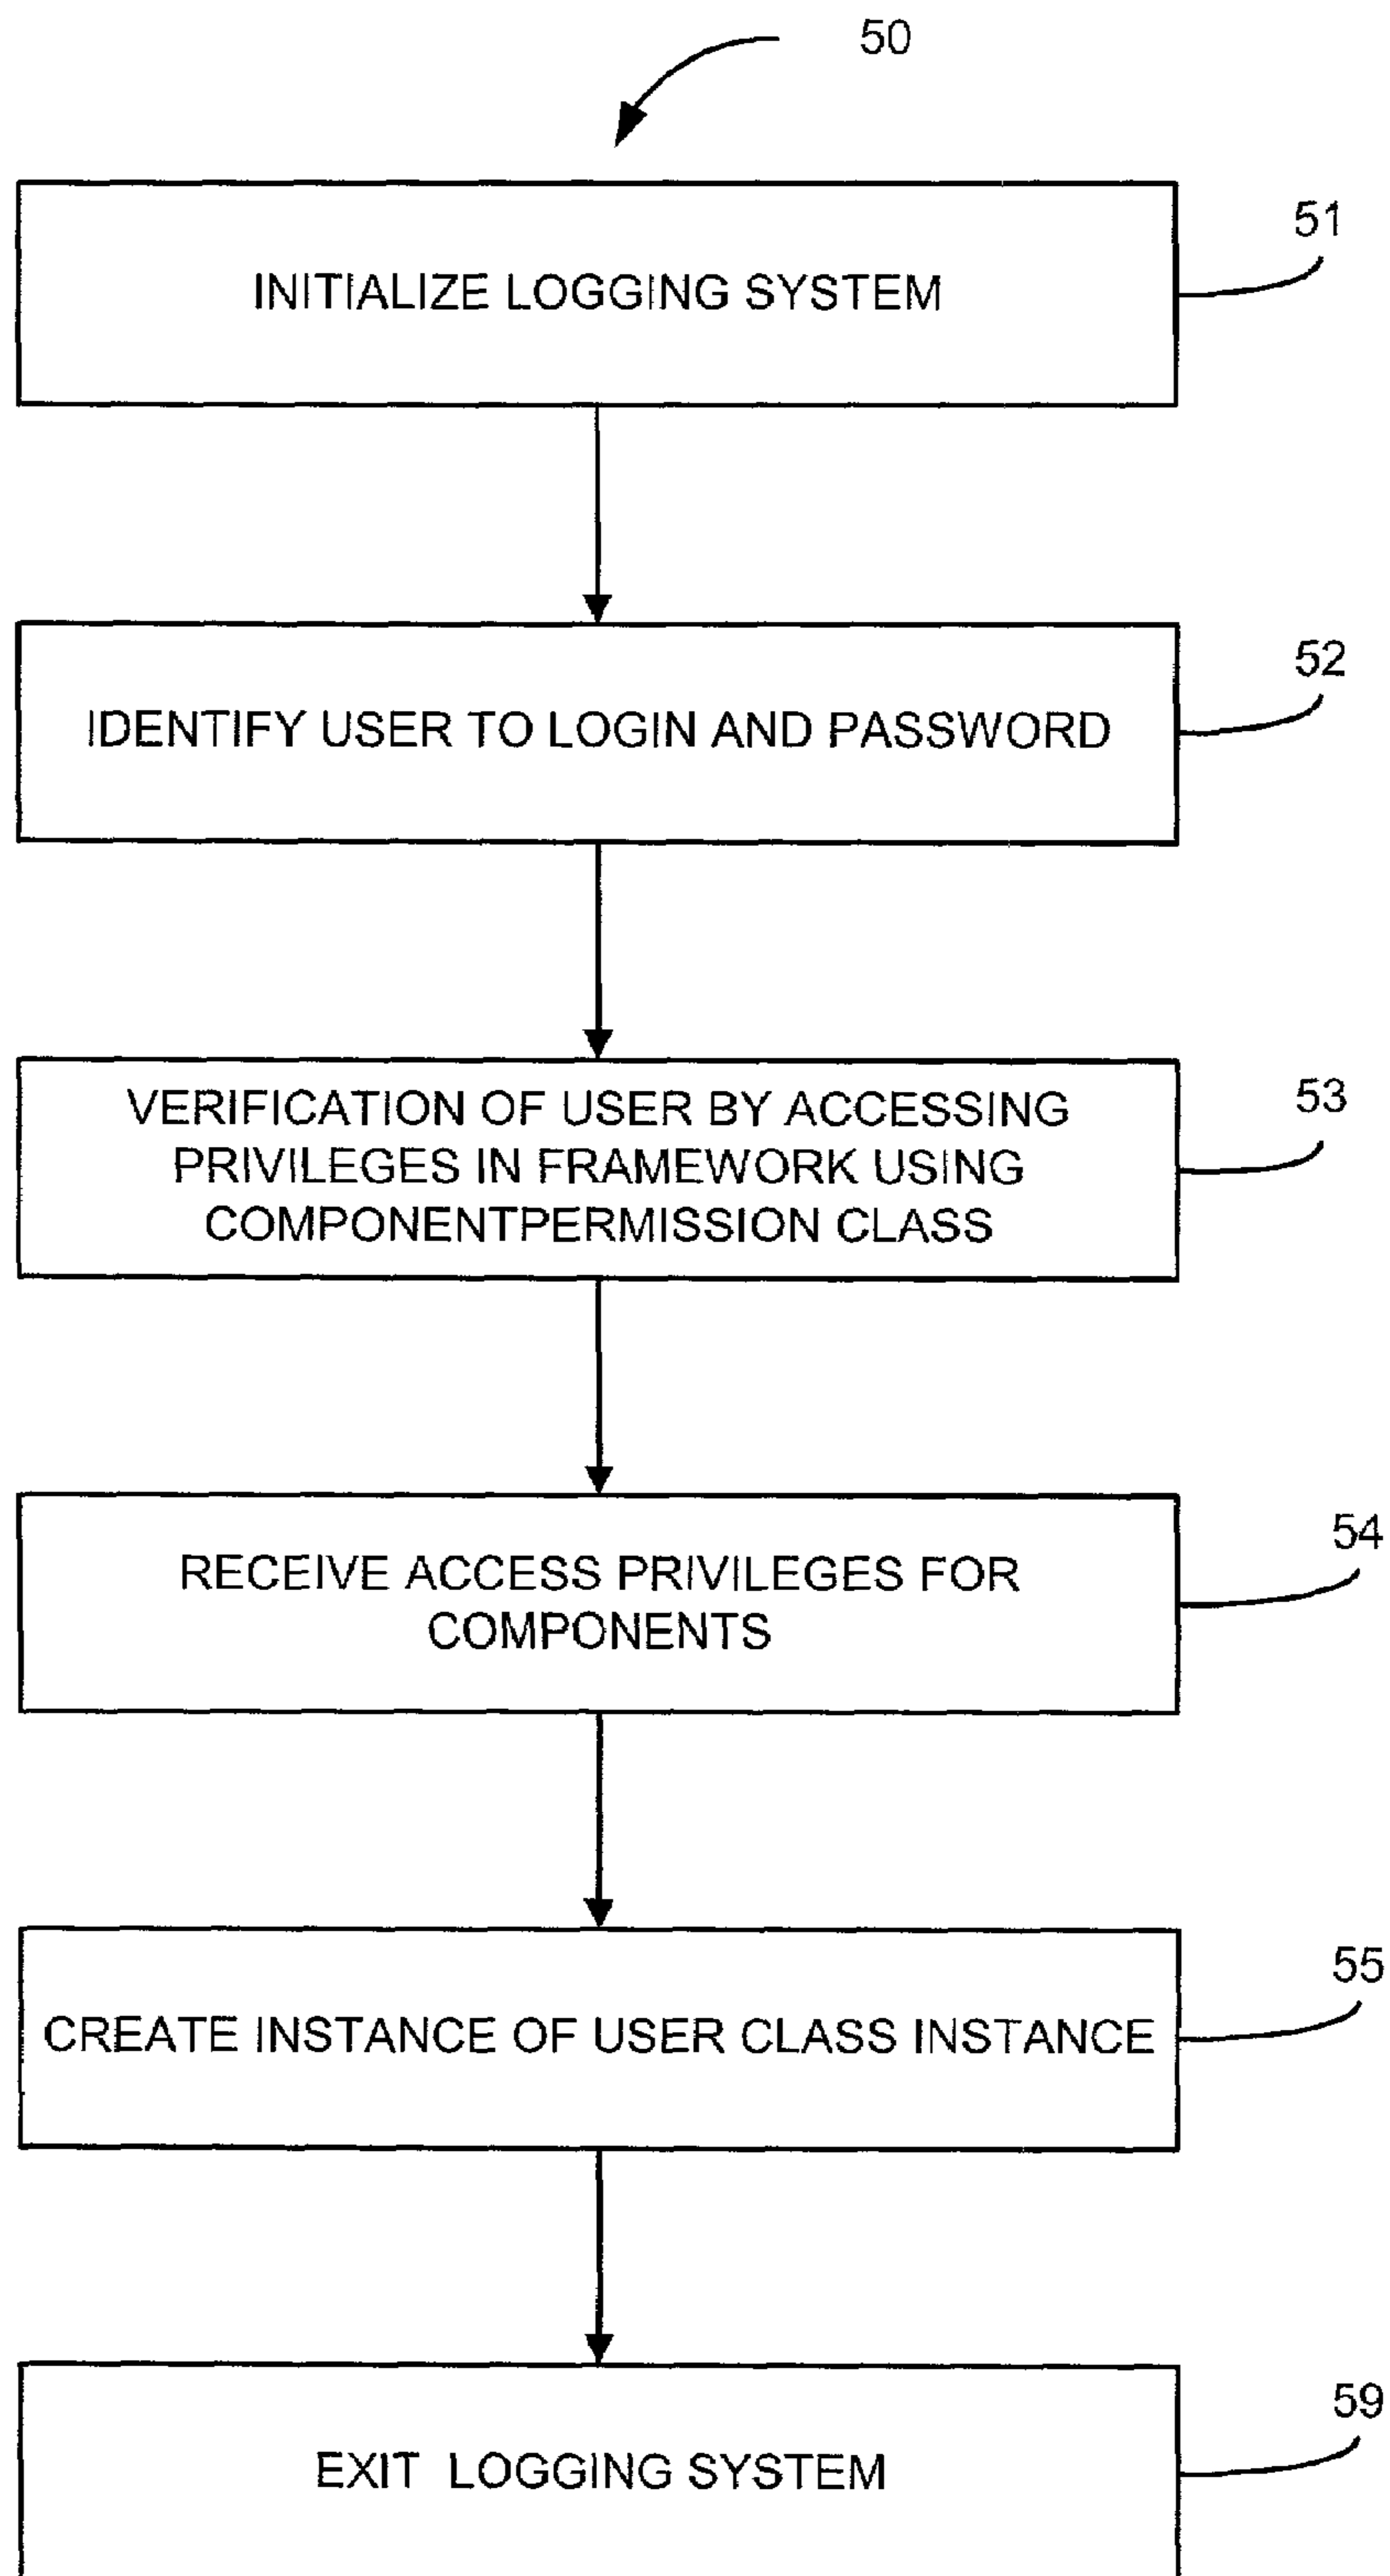 50
INITIALIZE LOGGING SYSTEM
51
IDENTIFY USER TO LOGIN AND PASSWORD
52
VERIFICATION OF USER BY ACCESSING
PRIVILEGES IN FRAMEWORK USING
COMPONENTPERMISSION CLASS
53
RECEIVE ACCESS PRIVILEGES FOR
COMPONENTS
54
CREATE INSTANCE OF USER CLASS INSTANCE
55
EXIT LOGGING SYSTEM
59